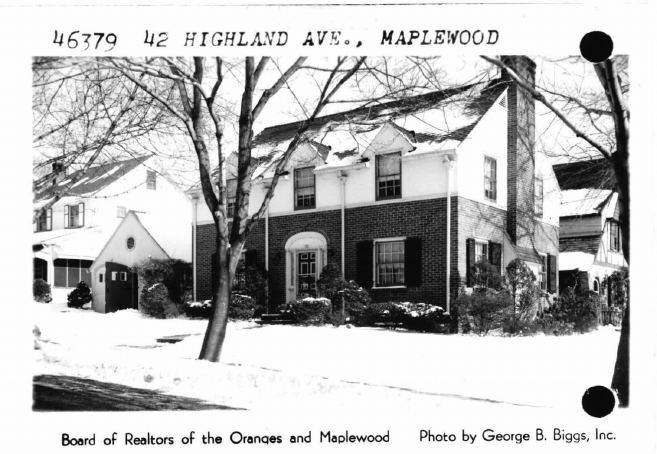 46379 42 HIGHLAND AVE., MAPLEWOOD
Board of Realtors of the Oranges and Maplewood Photo by George B. Biggs, Inc.